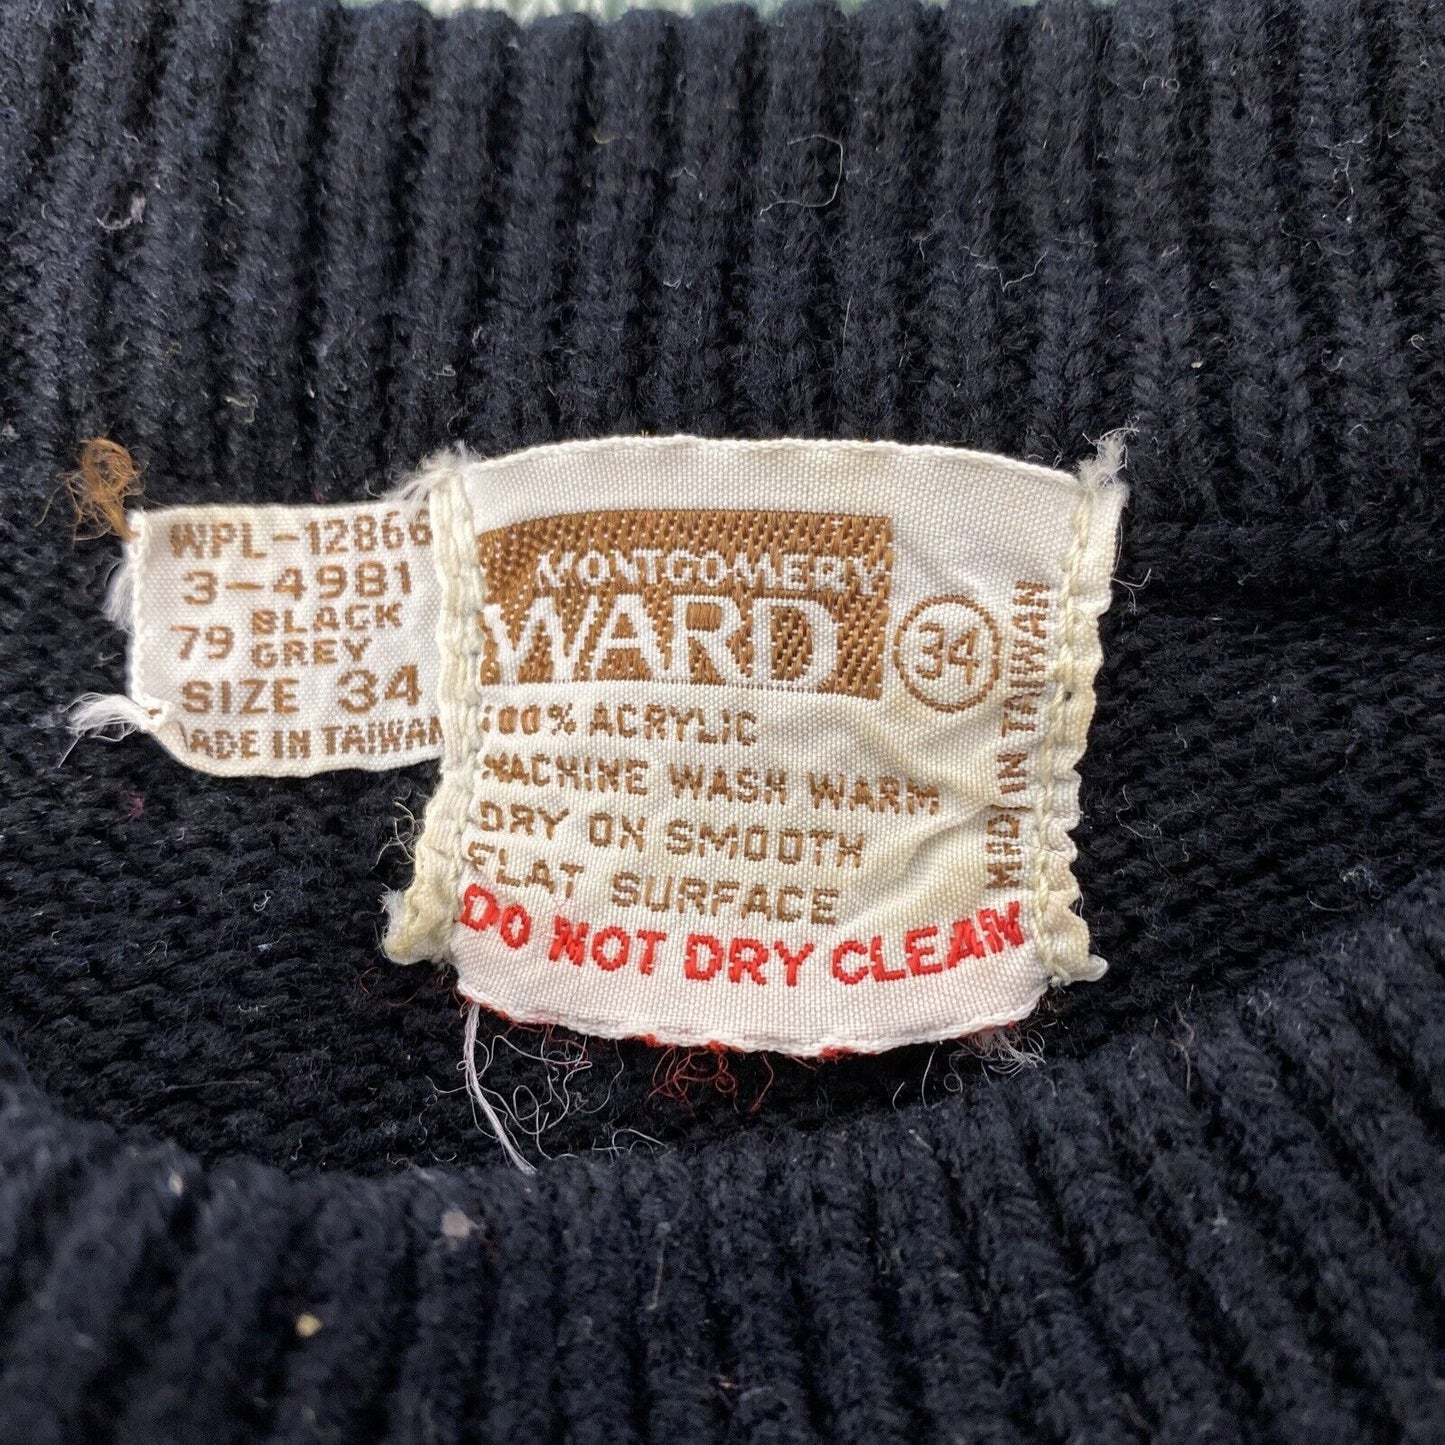 WPL-12866
3-4981
79 BLACK
GREY
SIZE 34
MADE IN TAIWAN
MONTGOMERY
WARD
34
100% ACRYLIC
MACHINE WASH WARM
DRY ON SMOOTH
FLAT SURFACE
DO NOT DRY CLEAN
MADE IN TAIWAN